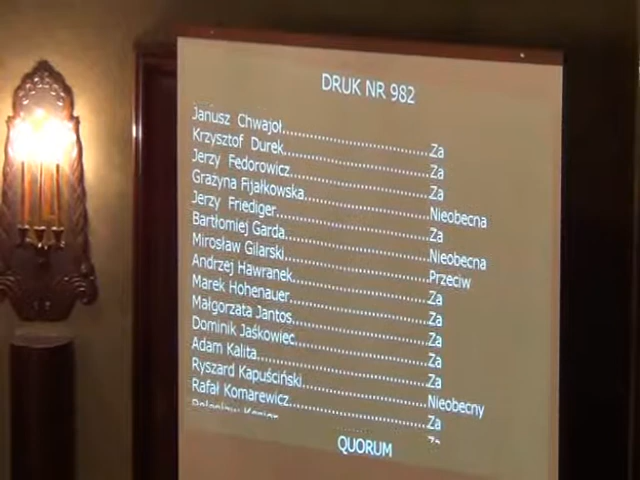 DRUK NR 982
Janusz Chwajoł..............................Za
Krzysztof Durek..............................Za
Jerzy Fedorowicz..............................Za
Grażyna Fijałkowska..............................Nieobecna
Jerzy Friediger..............................Za
Bartłomiej Garda..............................Nieobecna
Mirosław Gilarski..............................Przeciw
Andrzej Hawranek..............................Za
Marek Hohenauer..............................Za
Małgorzata Jantos..............................Za
Dominik Jaśkowiec..............................Za
Adam Kalita..............................Za
Ryszard Kapuściński..............................Nieobecny
Rafał Komarewicz..............................Za
QUORUM